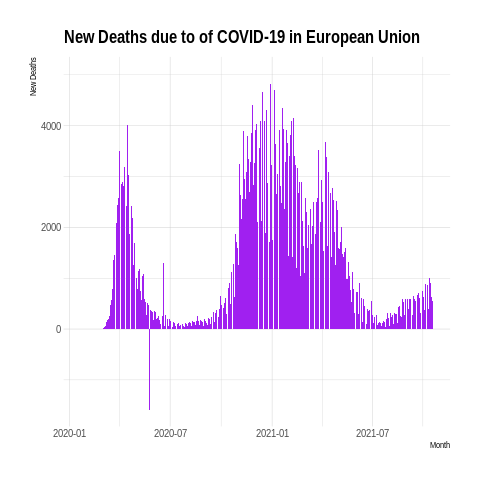 New Deaths due to of COVID-19 in European Union
New Deaths
4000
2000
0
2020-01
2020-07
2021-01
2021-07
Month